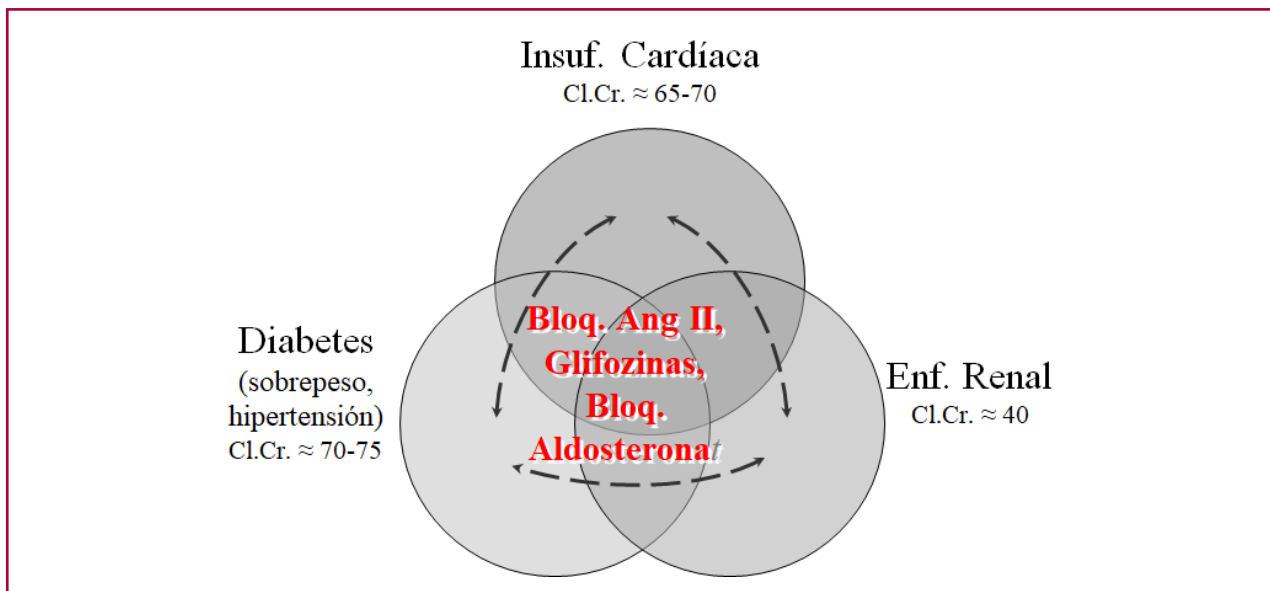 Insuf. Cardíaca
Cl.Cr. ≈ 65-70
Diabetes
(sobrepeso,
hipertensión)
Cl.Cr. ≈ 70-75
Bloq. Ang II,
Glifozinas,
Bloq.
Aldosteronat
Enf. Renal
Cl.Cr. ≈ 40